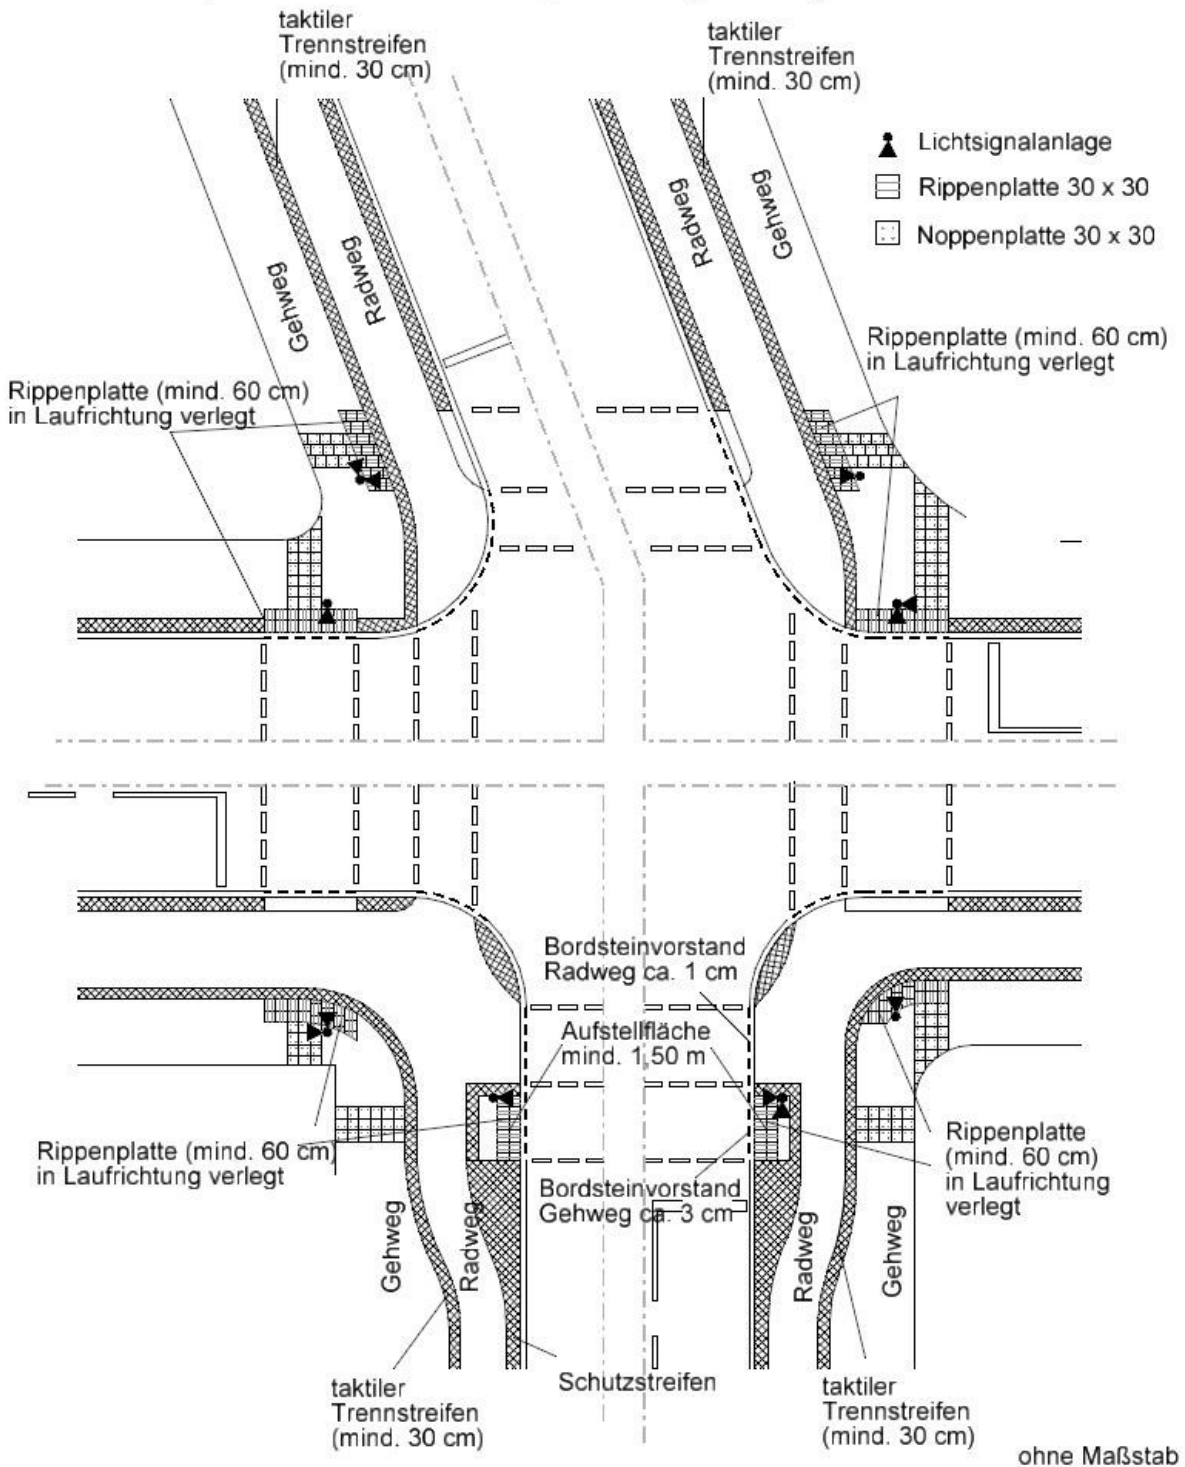 taktiler
Trennstreifen
(mind. 30 cm)
taktiler
Trennstreifen
(mind. 30 cm)
Lichtsignalanlage
Rippenplatte 30 x 30
Noppenplatte 30 x 30
Gehweg
Radweg
Radweg
Gehweg
Rippenplatte (mind. 60 cm)
in Laufrichtung verlegt
Rippenplatte (mind. 60 cm)
in Laufrichtung verlegt
Bordsteinvorstand
Radweg ca. 1 cm
Aufstellfläche
mind. 1,50 m
Rippenplatte (mind. 60 cm)
in Laufrichtung verlegt
Rippenplatte
(mind. 60 cm)
in Laufrichtung
verlegt
Bordsteinvorstand
Gehweg ca. 3 cm
Gehweg
Radweg
Radweg
Gehweg
Schutzstreifen
taktiler
Trennstreifen
(mind. 30 cm)
taktiler
Trennstreifen
(mind. 30 cm)
ohne Maßstab